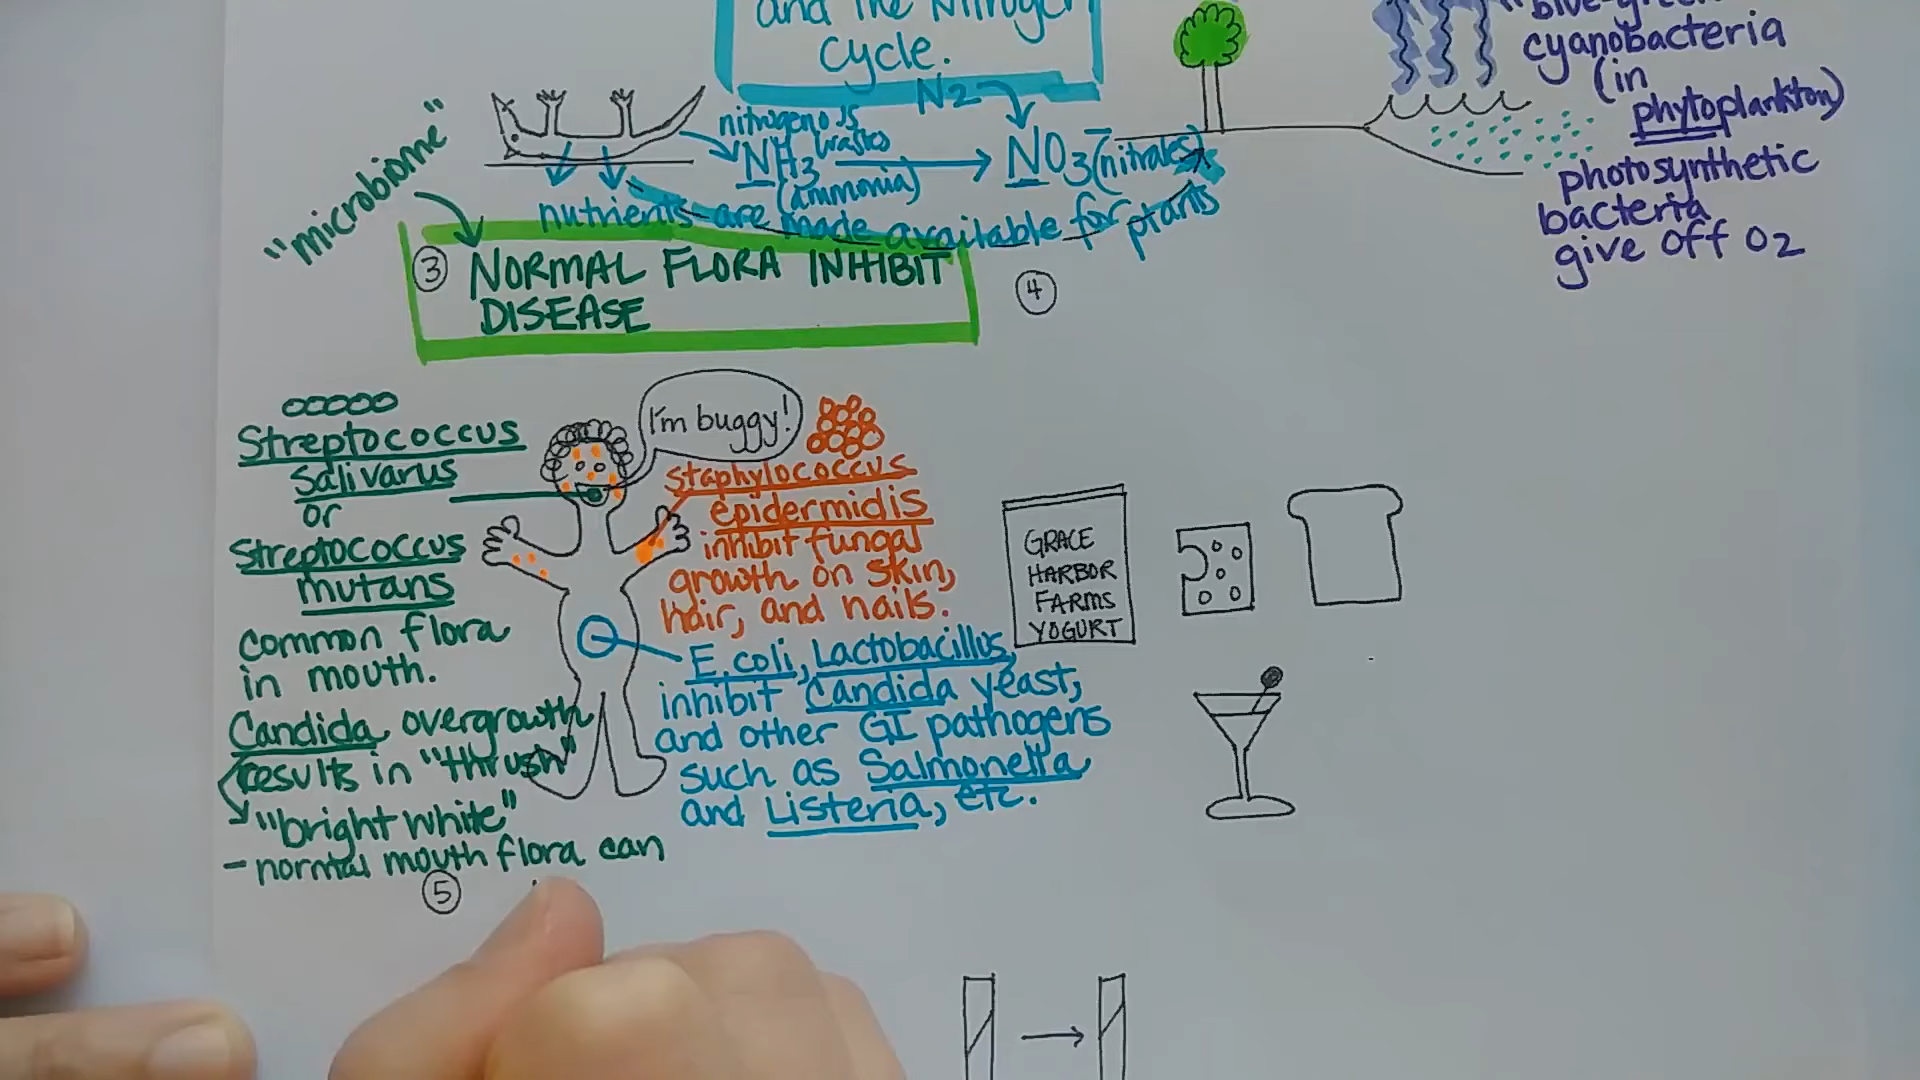 and the Nitrogen
cycle.
N2
"microbiome"
nitrogenous
wastes
NH3
(ammonia)
NO3- (nitrates)
nutrients are made available for plants
cyanobacteria
(in
phytoplankton)
photosynthetic
bacteria
give off O2
③ NORMAL FLORA INHIBIT
DISEASE
④
Streptococcus
salivarus
or
Streptococcus
mutans
common flora
in mouth.
Candida overgrowth
results in "thrush"
"bright white"
- normal mouth flora can
⑤
I'm buggy!
Staphylococcus
epidermidis
inhibit fungal
growth on skin,
hair, and nails.
E. coli, Lactobacillus,
inhibit Candida yeast,
and other GI pathogens
such as Salmonella
and Listeria, etc.
GRACE
HARBOR
FARMS
YOGURT